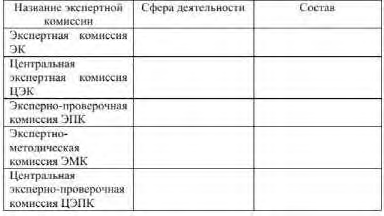 Название экспертной Сфера деятельности Состав
комиссии
Экспертная комиссия
ЭК
Центральная
экспертная комиссия
ЦЭК
Эксперно-проверочная
комиссия ЭПК
Экспертно-
методическая
комиссия ЭМК
Центральная
эксперно-проверочная
комиссия ЦЭПК